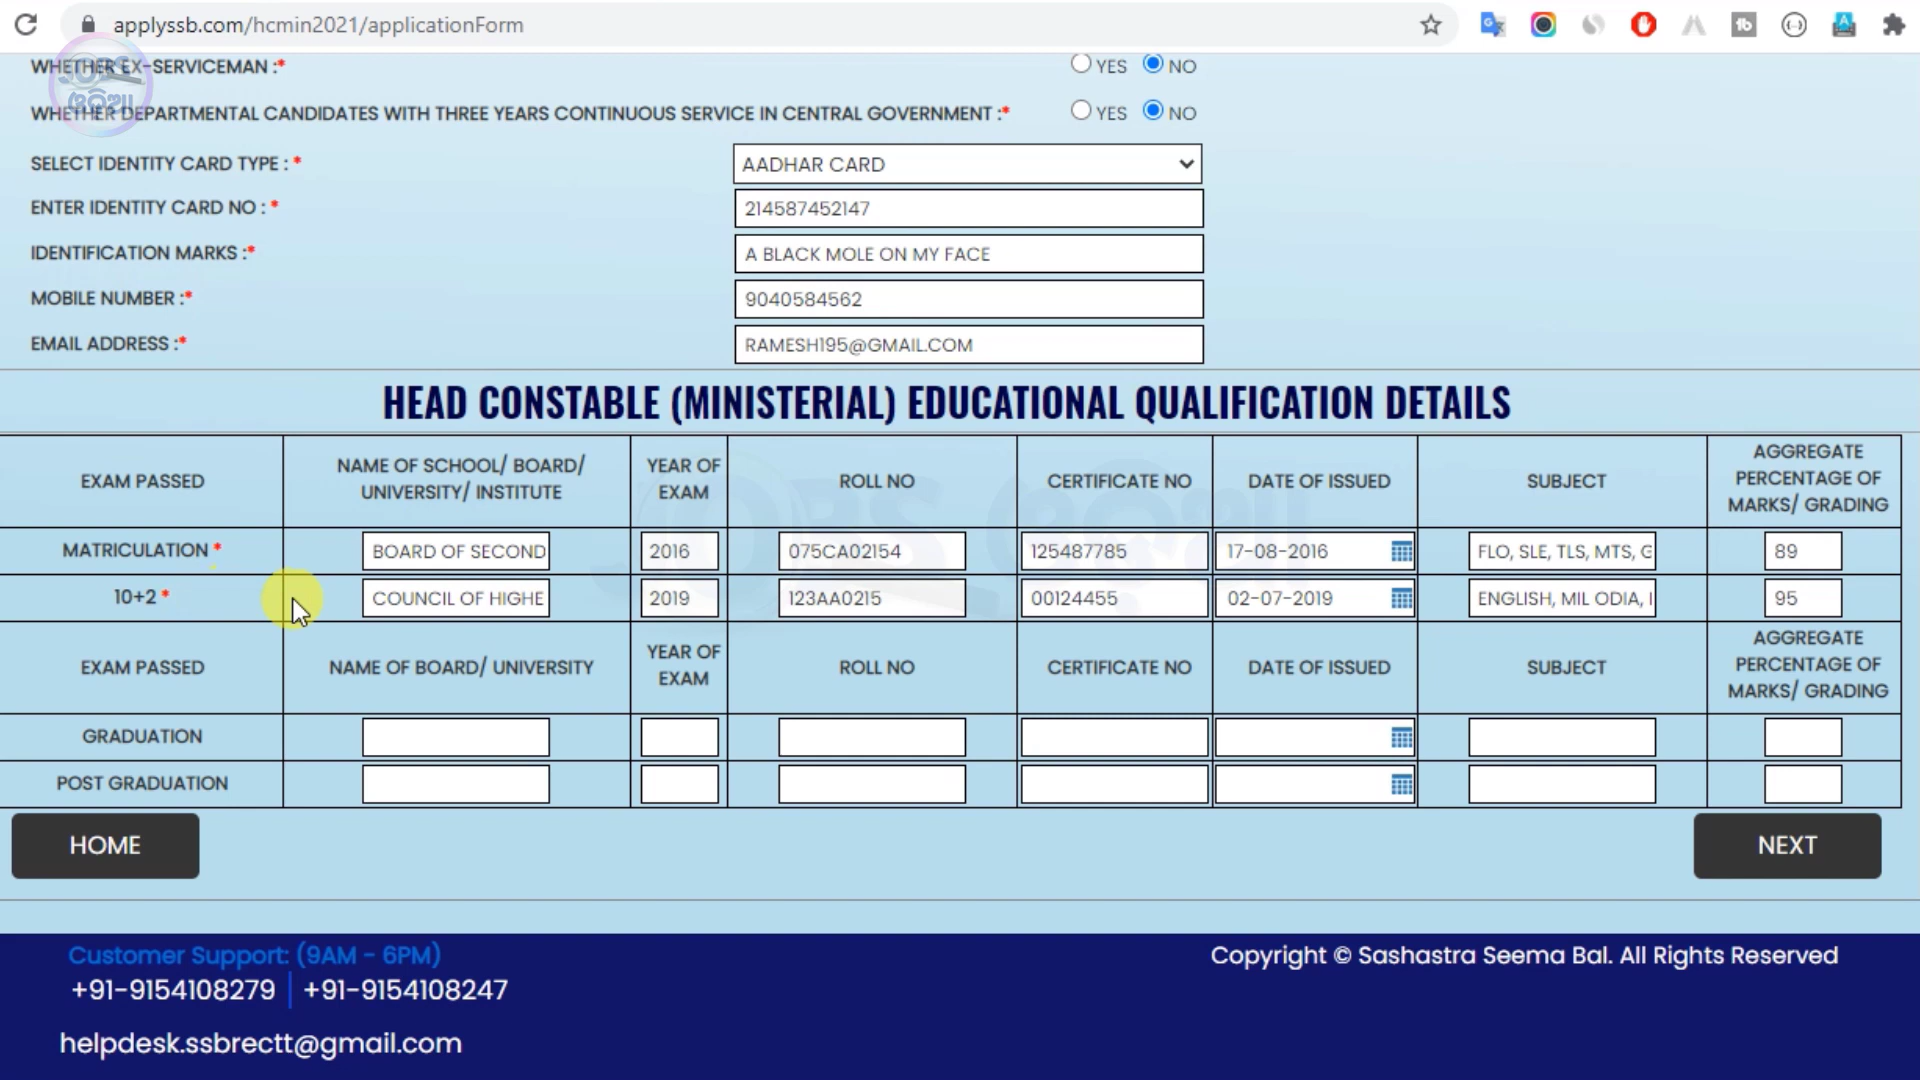 applyssb.com/hcmin2021/applicationForm
WHETHER EX-SERVICEMAN :* YES NO
WHETHER DEPARTMENTAL CANDIDATES WITH THREE YEARS CONTINUOUS SERVICE IN CENTRAL GOVERNMENT :* YES NO
SELECT IDENTITY CARD TYPE : * AADHAR CARD
ENTER IDENTITY CARD NO : * 214587452147
IDENTIFICATION MARKS :* A BLACK MOLE ON MY FACE
MOBILE NUMBER :* 9040584562
EMAIL ADDRESS :* RAMESH195@GMAIL.COM
HEAD CONSTABLE (MINISTERIAL) EDUCATIONAL QUALIFICATION DETAILS
EXAM PASSED NAME OF SCHOOL/ BOARD/ UNIVERSITY/ INSTITUTE YEAR OF EXAM ROLL NO CERTIFICATE NO DATE OF ISSUED SUBJECT AGGREGATE PERCENTAGE OF MARKS/ GRADING
MATRICULATION * BOARD OF SECOND 2016 075CA02154 125487785 17-08-2016 FLO, SLE, TLS, MTS, G 89
10+2 * COUNCIL OF HIGHE 2019 123AA0215 00124455 02-07-2019 ENGLISH, MIL ODIA, I 95
EXAM PASSED NAME OF BOARD/ UNIVERSITY YEAR OF EXAM ROLL NO CERTIFICATE NO DATE OF ISSUED SUBJECT AGGREGATE PERCENTAGE OF MARKS/ GRADING
GRADUATION
POST GRADUATION
HOME NEXT
Customer Support: (9AM - 6PM)
+91-9154108279 +91-9154108247
helpdesk.ssbrectt@gmail.com
Copyright © Sashastra Seema Bal. All Rights Reserved